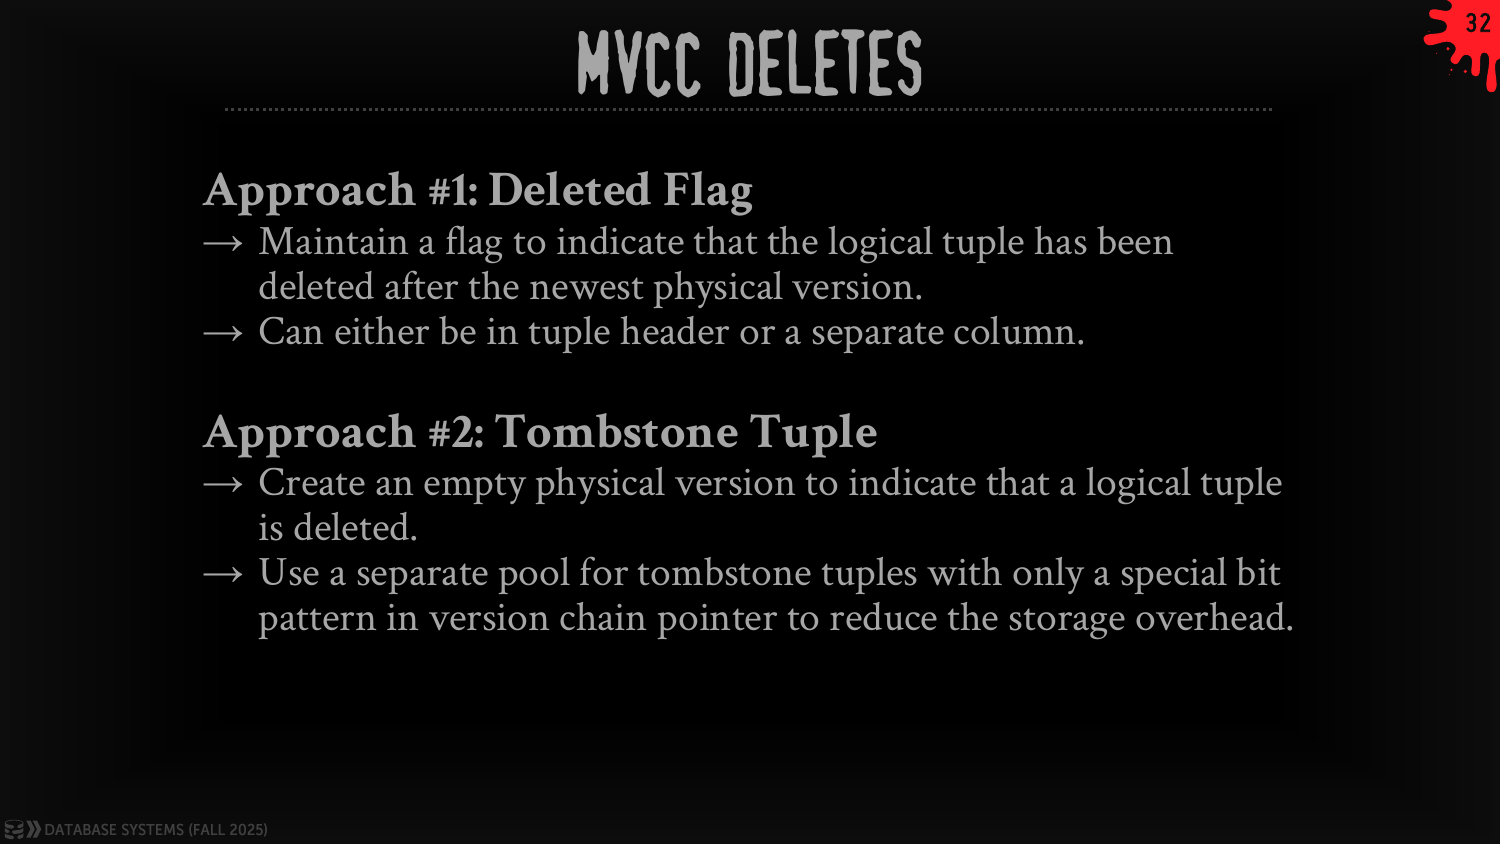 32
MVCC DELETES
Approach #1: Deleted Flag
→ Maintain a flag to indicate that the logical tuple has been
deleted after the newest physical version.
→ Can either be in tuple header or a separate column.
Approach #2: Tombstone Tuple
→ Create an empty physical version to indicate that a logical tuple
is deleted.
→ Use a separate pool for tombstone tuples with only a special bit
pattern in version chain pointer to reduce the storage overhead.
DATABASE SYSTEMS (FALL 2025)